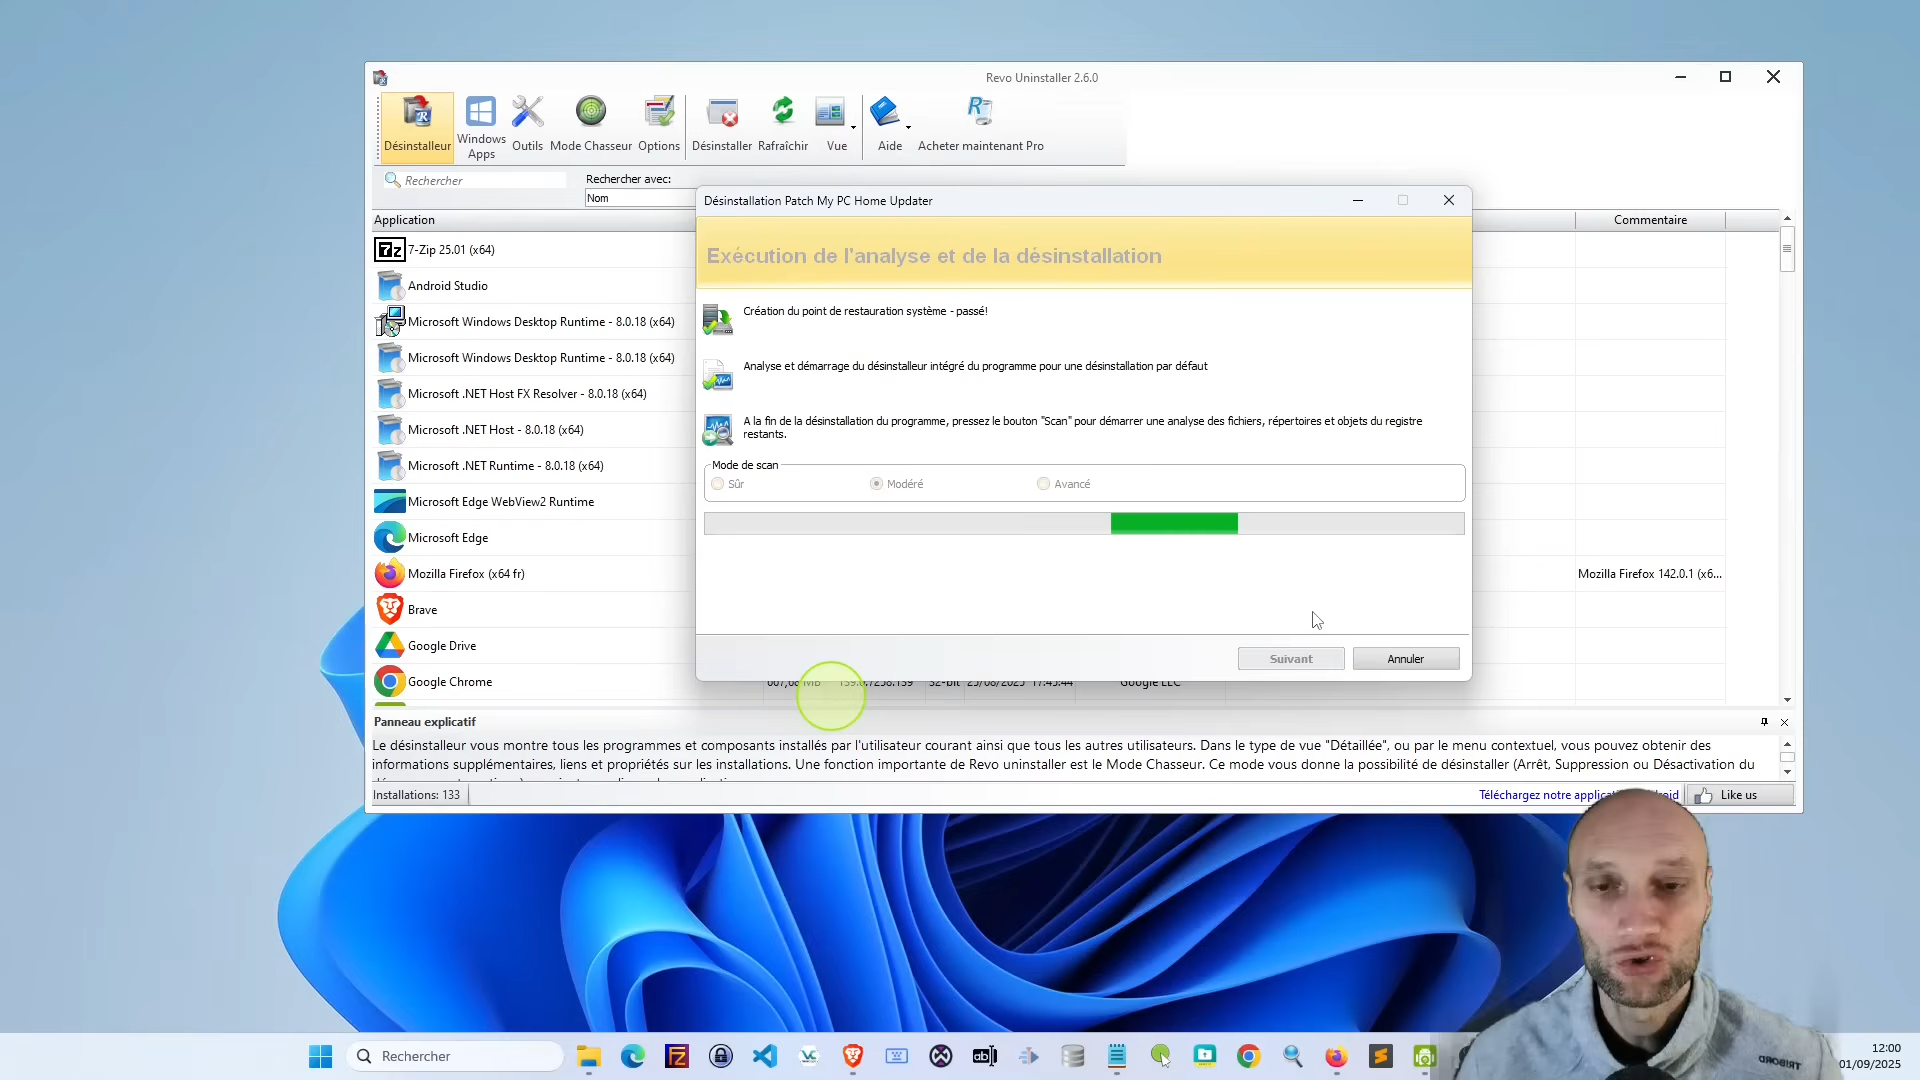 Revo Uninstaller 2.6.0
Désinstalleur
Windows Apps
Outils
Mode Chasseur
Options
Désinstaller
Rafraîchir
Vue
Aide
Acheter maintenant Pro
Rechercher
Rechercher avec:
Nom
Application
Commentaire
7-Zip 25.01 (x64)
Android Studio
Microsoft Windows Desktop Runtime - 8.0.18 (x64)
Microsoft Windows Desktop Runtime - 8.0.18 (x64)
Microsoft .NET Host FX Resolver - 8.0.18 (x64)
Microsoft .NET Host - 8.0.18 (x64)
Microsoft .NET Runtime - 8.0.18 (x64)
Microsoft Edge WebView2 Runtime
Microsoft Edge
Mozilla Firefox (x64 fr)
Mozilla Firefox 142.0.1 (x6...
Brave
Google Drive
Google Chrome
Désinstallation Patch My PC Home Updater
Exécution de l'analyse et de la désinstallation
Création du point de restauration système - passé!
Analyse et démarrage du désinstalleur intégré du programme pour une désinstallation par défaut
A la fin de la désinstallation du programme, pressez le bouton "Scan" pour démarrer une analyse des fichiers, répertoires et objets du registre
restants.
Mode de scan
Sûr
Modéré
Avancé
Suivant
Annuler
Panneau explicatif
Le désinstalleur vous montre tous les programmes et composants installés par l'utilisateur courant ainsi que tous les autres utilisateurs. Dans le type de vue "Détaillée", ou par le menu contextuel, vous pouvez obtenir des
informations supplémentaires, liens et propriétés sur les installations. Une fonction importante de Revo uninstaller est le Mode Chasseur. Ce mode vous donne la possibilité de désinstaller (Arrêt, Suppression ou Désactivation du
Installations: 133
Téléchargez notre
Like us
Rechercher
12:00
01/09/2025
TRIBORD